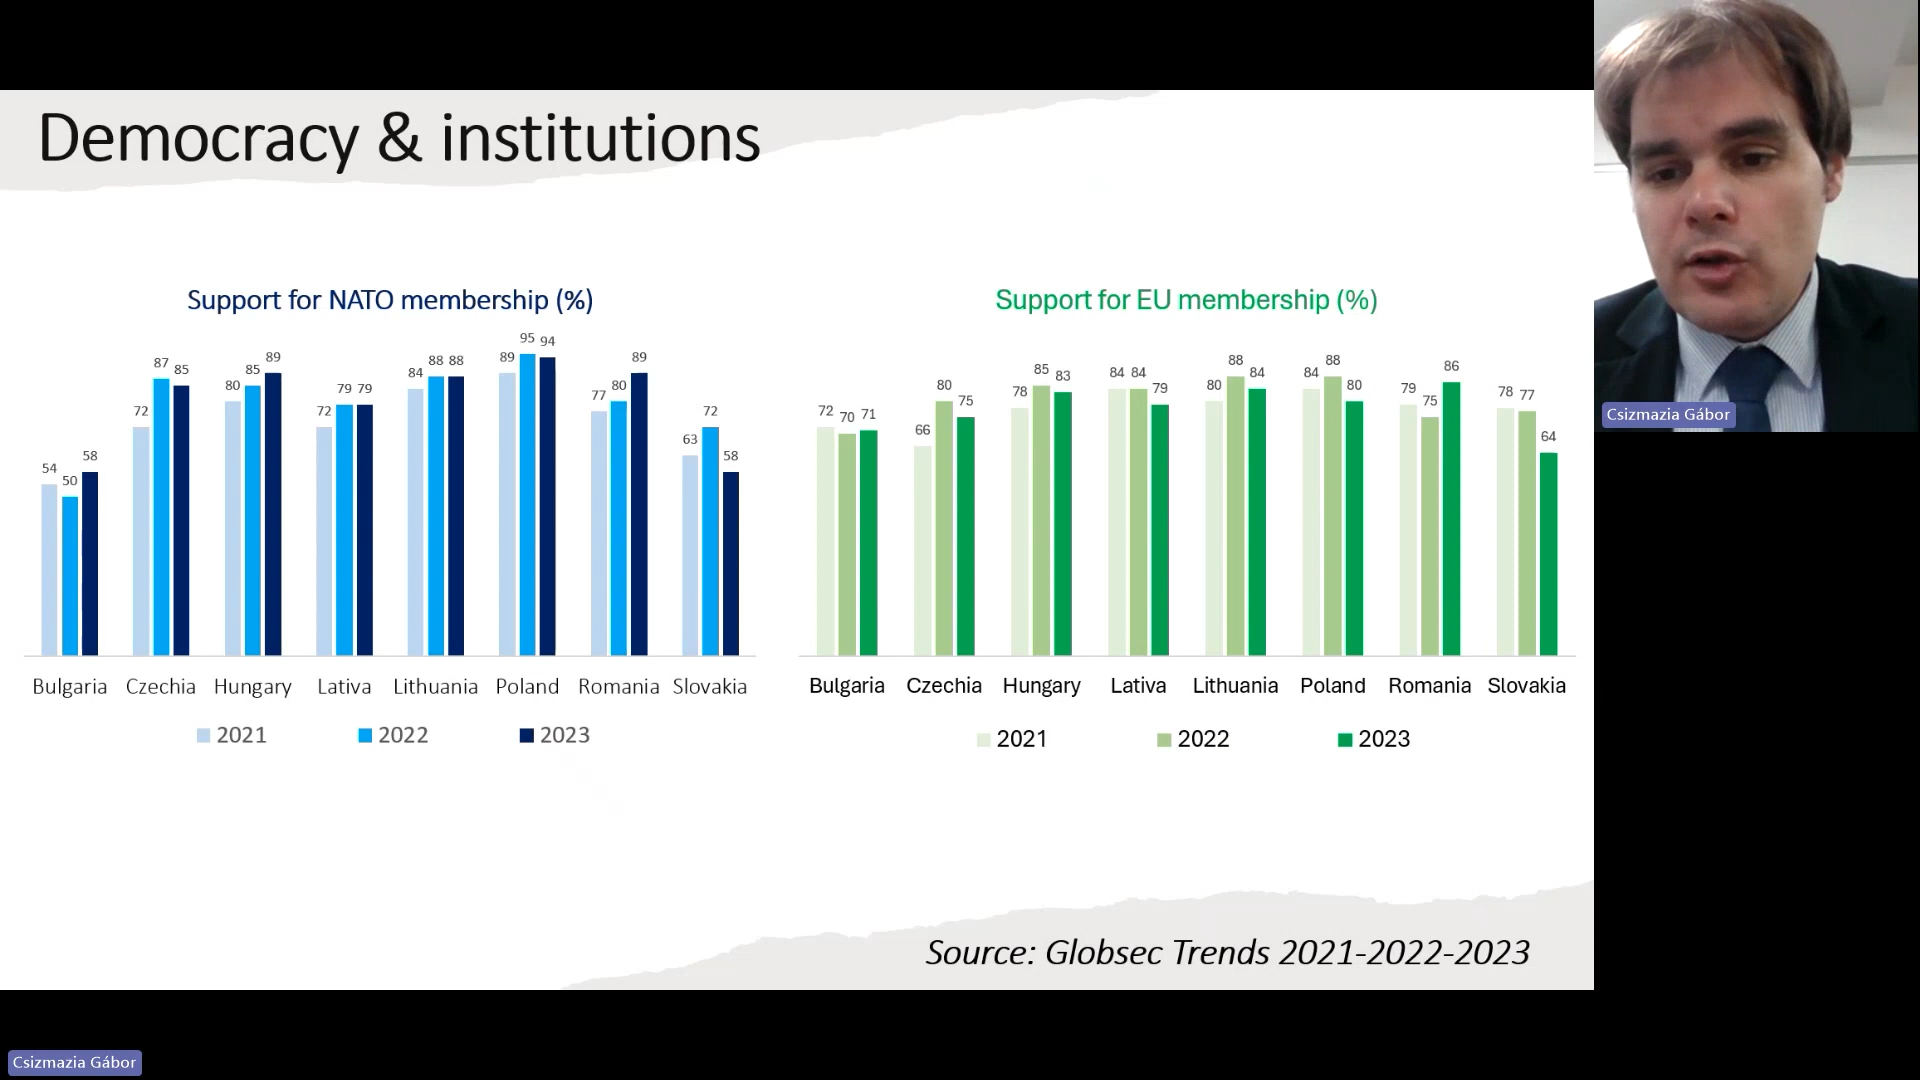 Democracy & institutions
Support for NATO membership (%)
54 50 58 72 87 85 80 85 89 72 79 79 84 88 88 89 95 94 77 80 89 63 72 58
Bulgaria Czechia Hungary Lativa Lithuania Poland Romania Slovakia
2021 2022 2023
Support for EU membership (%)
72 70 71 66 80 75 78 85 83 84 84 79 80 88 84 84 88 80 79 75 86 78 77 64
Bulgaria Czechia Hungary Lativa Lithuania Poland Romania Slovakia
2021 2022 2023
Source: Globsec Trends 2021-2022-2023
Csizmazia Gábor
Csizmazia Gábor